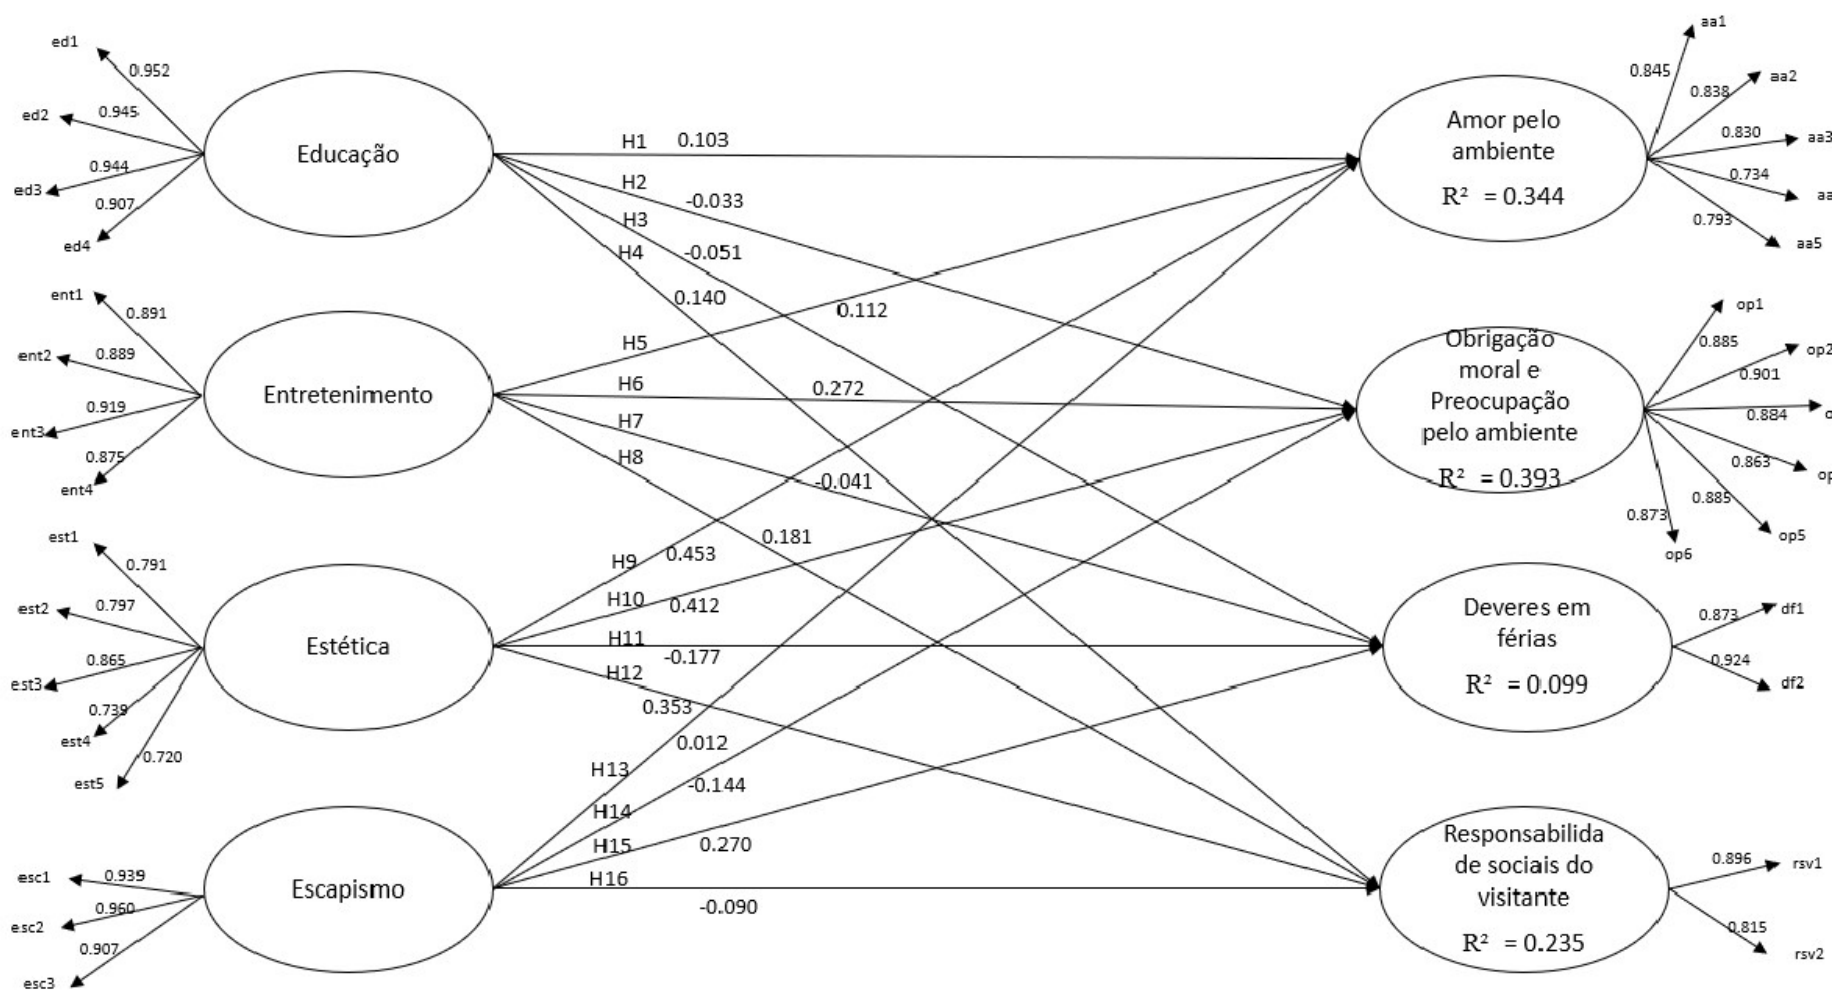 ed1
0.952
ed2
0.945
0.944
ed3
0.907
ed4
Educação
ent1
0.891
ent2
0.889
0.919
ent3
0.875
ent4
Entretenimento
est1
0.791
est2
0.797
0.865
est3
0.739
est4
0.720
est5
Estética
esc1
0.939
0.960
esc2
0.907
esc3
Escapismo
H1 0.103
H2
-0.033
H3
-0.051
H4
0.140
0.112
H5
H6
0.272
H7
H8
-0.041
0.181
H9
0.453
H10
0.412
H11
-0.177
H12
0.353
0.012
H13
-0.144
H14
H15
0.270
H16
-0.090
Amor pelo
ambiente
R² = 0.344
aa1
0.845
aa2
0.838
0.830
aa3
0.734
aa
0.793
aa5
Obrigação
moral e
Preocupação
pelo ambiente
R² = 0.393
op1
0.885
op2
0.901
o
0.884
0.863
op
0.885
0.873
op5
op6
Deveres em
férias
R² = 0.099
df1
0.873
0.924
df2
Responsabilida
de sociais do
visitante
R² = 0.235
0.896
rsv1
0.815
rsv2